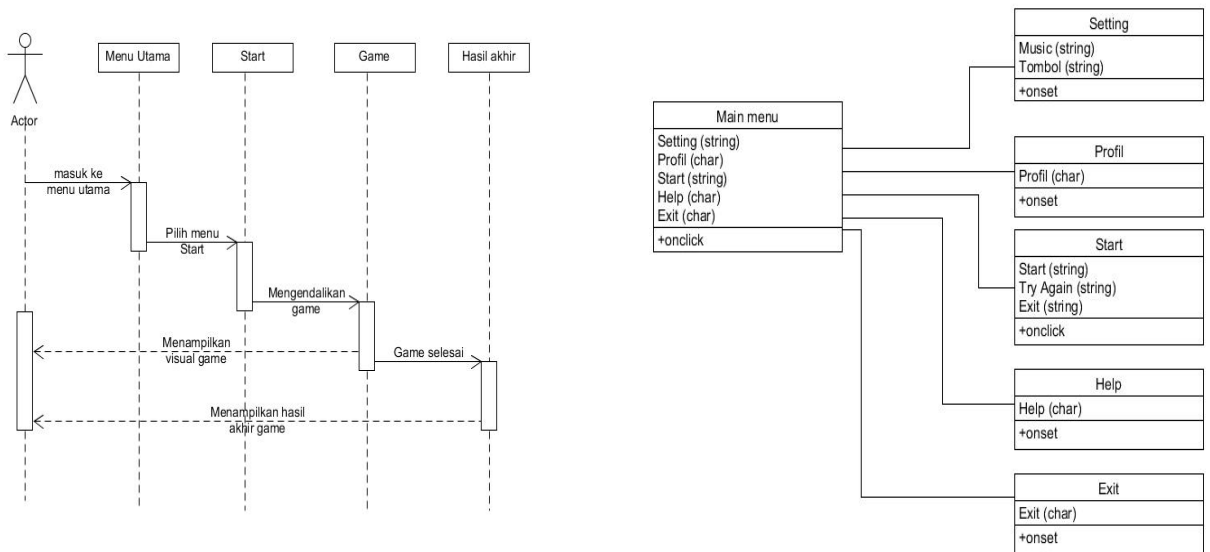 Menu Utama
Start
Game
Hasil akhir
Actor
masuk ke
menu utama
Pilih menu
Start
Mengendalikan
game
Menampilkan
visual game
Game selesai
Menampilkan hasil
akhir game
Main menu
Setting (string)
Profil (char)
Start (string)
Help (char)
Exit (char)
+onclick
Setting
Music (string)
Tombol (string)
+onset
Profil
Profil (char)
+onset
Start
Start (string)
Try Again (string)
Exit (string)
+onclick
Help
Help (char)
+onset
Exit
Exit (char)
+onset